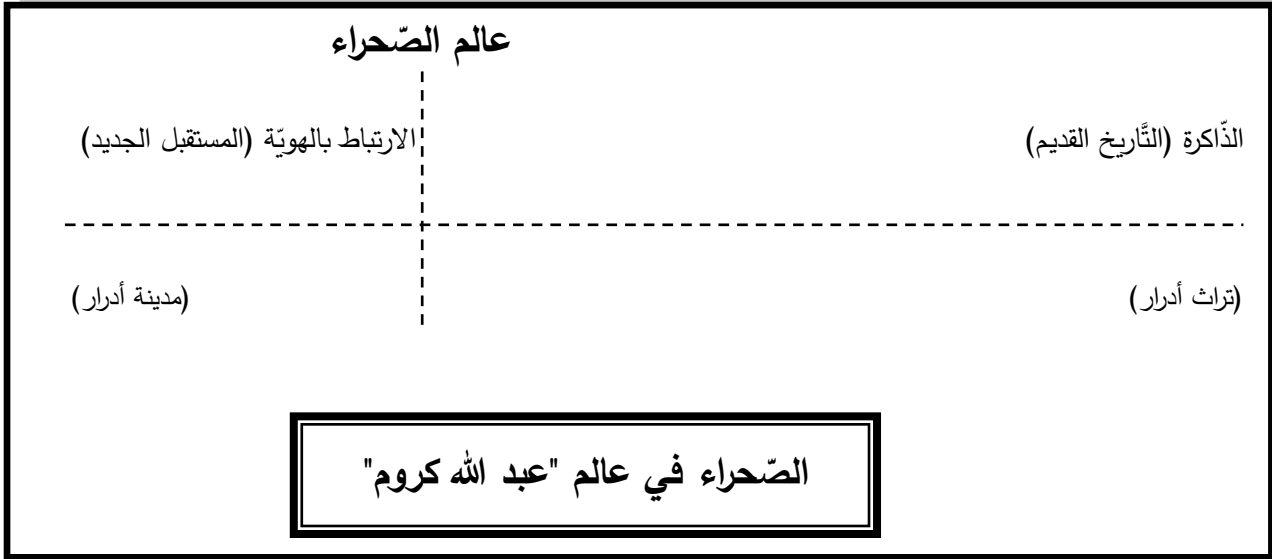 عالم الصّحراء
الذّاكرة (التَّاريخ القديم) الارتباط بالهويّة (المستقبل الجديد)
(تراث أدرار) (مدينة أدرار)
الصّحراء في عالم "عبد الله كروم"